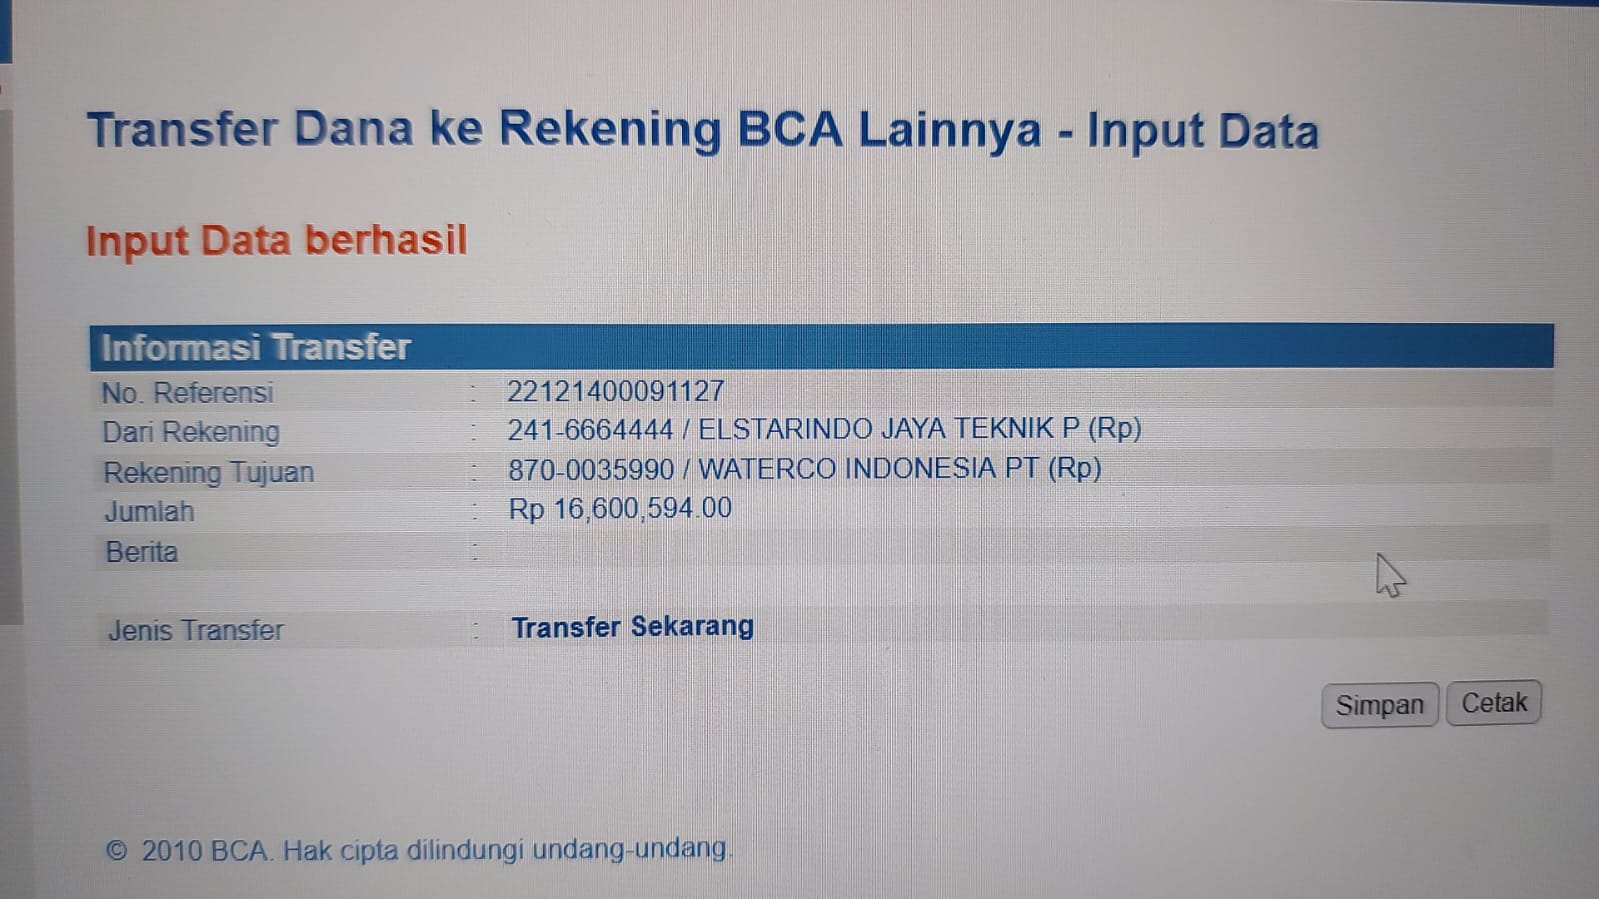 Transfer Dana ke Rekening BCA Lainnya - Input Data
Input Data berhasil
Informasi Transfer
No. Referensi : 22121400091127
Dari Rekening : 241-6664444 / ELSTARINDO JAYA TEKNIK P (Rp)
Rekening Tujuan : 870-0035990 / WATERCO INDONESIA PT (Rp)
Jumlah : Rp 16,600,594.00
Berita :
Jenis Transfer : Transfer Sekarang
Simpan Cetak
© 2010 BCA. Hak cipta dilindungi undang-undang.